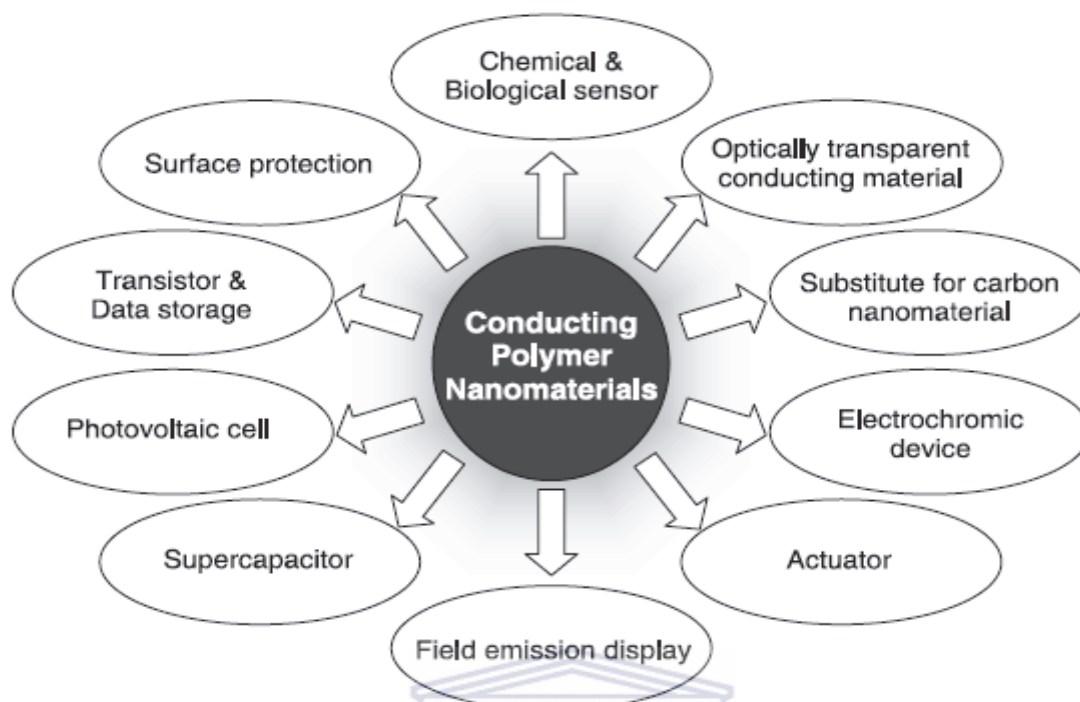 Chemical &
Biological sensor
Surface protection
Optically transparent
conducting material
Transistor &
Data storage
Substitute for carbon
nanomaterial
Conducting
Polymer
Nanomaterials
Photovoltaic cell
Electrochromic
device
Supercapacitor
Actuator
Field emission display